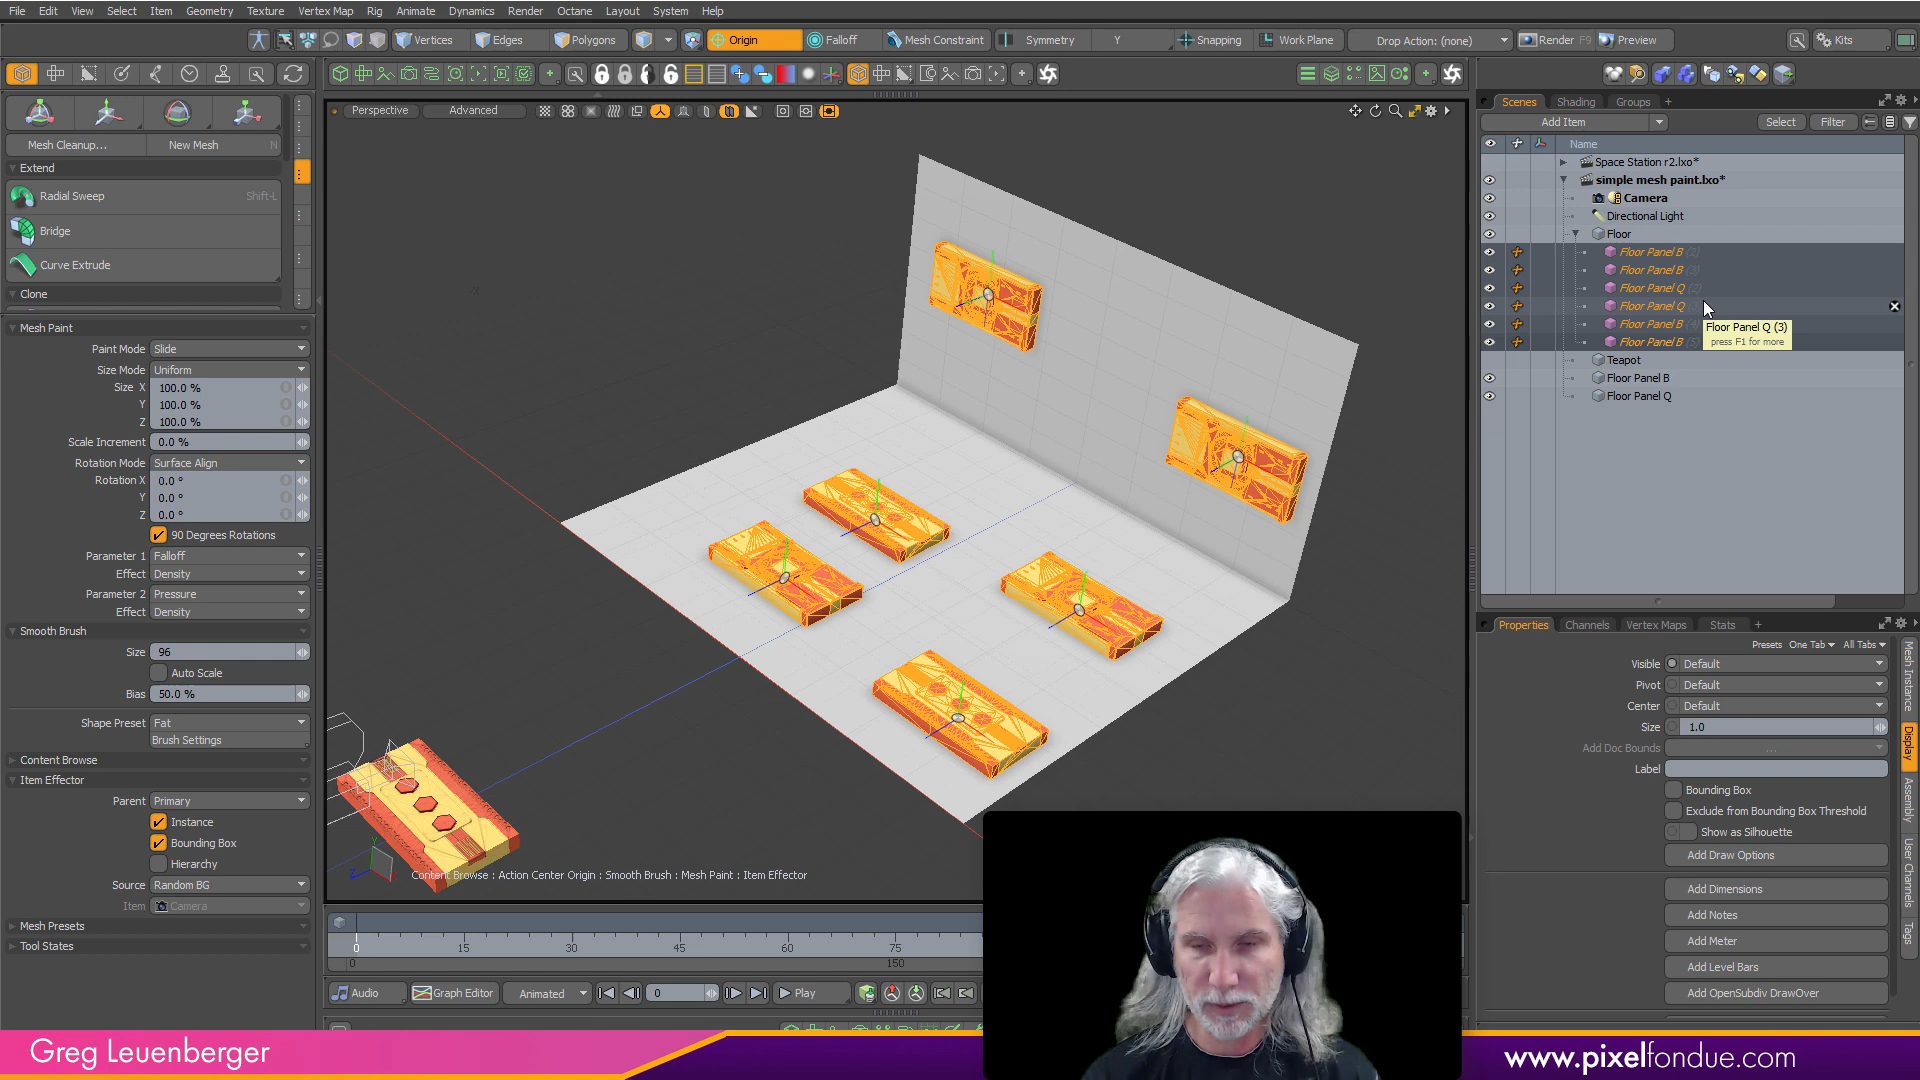 File Edit View Select Item Geometry Texture Vertex Map Rig Animate Dynamics Render Octane Layout System Help
Vertices Edges Polygons Origin Falloff Mesh Constraint Symmetry Y Snapping Work Plane Drop Action: (none) Render F9 Preview Kits
Mesh Cleanup... New Mesh N
Extend
Radial Sweep Shift-L
Bridge
Curve Extrude
Clone
Mesh Paint
Paint Mode Slide
Size Mode Uniform
Size X 100.0 %
Y 100.0 %
Z 100.0 %
Scale Increment 0.0 %
Rotation Mode Surface Align
Rotation X 0.0 °
Y 0.0 °
Z 0.0 °
90 Degrees Rotations
Parameter 1 Falloff
Effect Density
Parameter 2 Pressure
Effect Density
Smooth Brush
Size 96
Auto Scale
Bias 50.0 %
Shape Preset Fat
Brush Settings
Content Browse
Item Effector
Parent Primary
Instance
Bounding Box
Hierarchy
Source Random BG
Item Camera
Mesh Presets
Tool States
Perspective Advanced
Content Browse : Action Center Origin : Smooth Brush : Mesh Paint : Item Effector
0 15 30 45 60 75
0 150
Audio Graph Editor Animated 0 Play
Scenes Shading Groups +
Add Item Select Filter
Name
Space Station r2.lxo*
simple mesh paint.lxo*
Camera
Directional Light
Floor
Floor Panel B (2)
Floor Panel B (3)
Floor Panel Q (2)
Floor Panel Q
Floor Panel B
Floor Panel B (5)
Teapot
Floor Panel B
Floor Panel Q
Floor Panel Q (3)
press F1 for more
Properties Channels Vertex Maps Stats +
Presets One Tab All Tabs
Visible Default
Pivot Default
Center Default
Size 1.0
Add Doc Bounds ...
Label
Bounding Box
Exclude from Bounding Box Threshold
Show as Silhouette
Add Draw Options
Add Dimensions
Add Notes
Add Meter
Add Level Bars
Add OpenSubdiv DrawOver
Mesh Instance
Display
Assembly
User Channels
Tags
Greg Leuenberger
www.pixelfondue.com